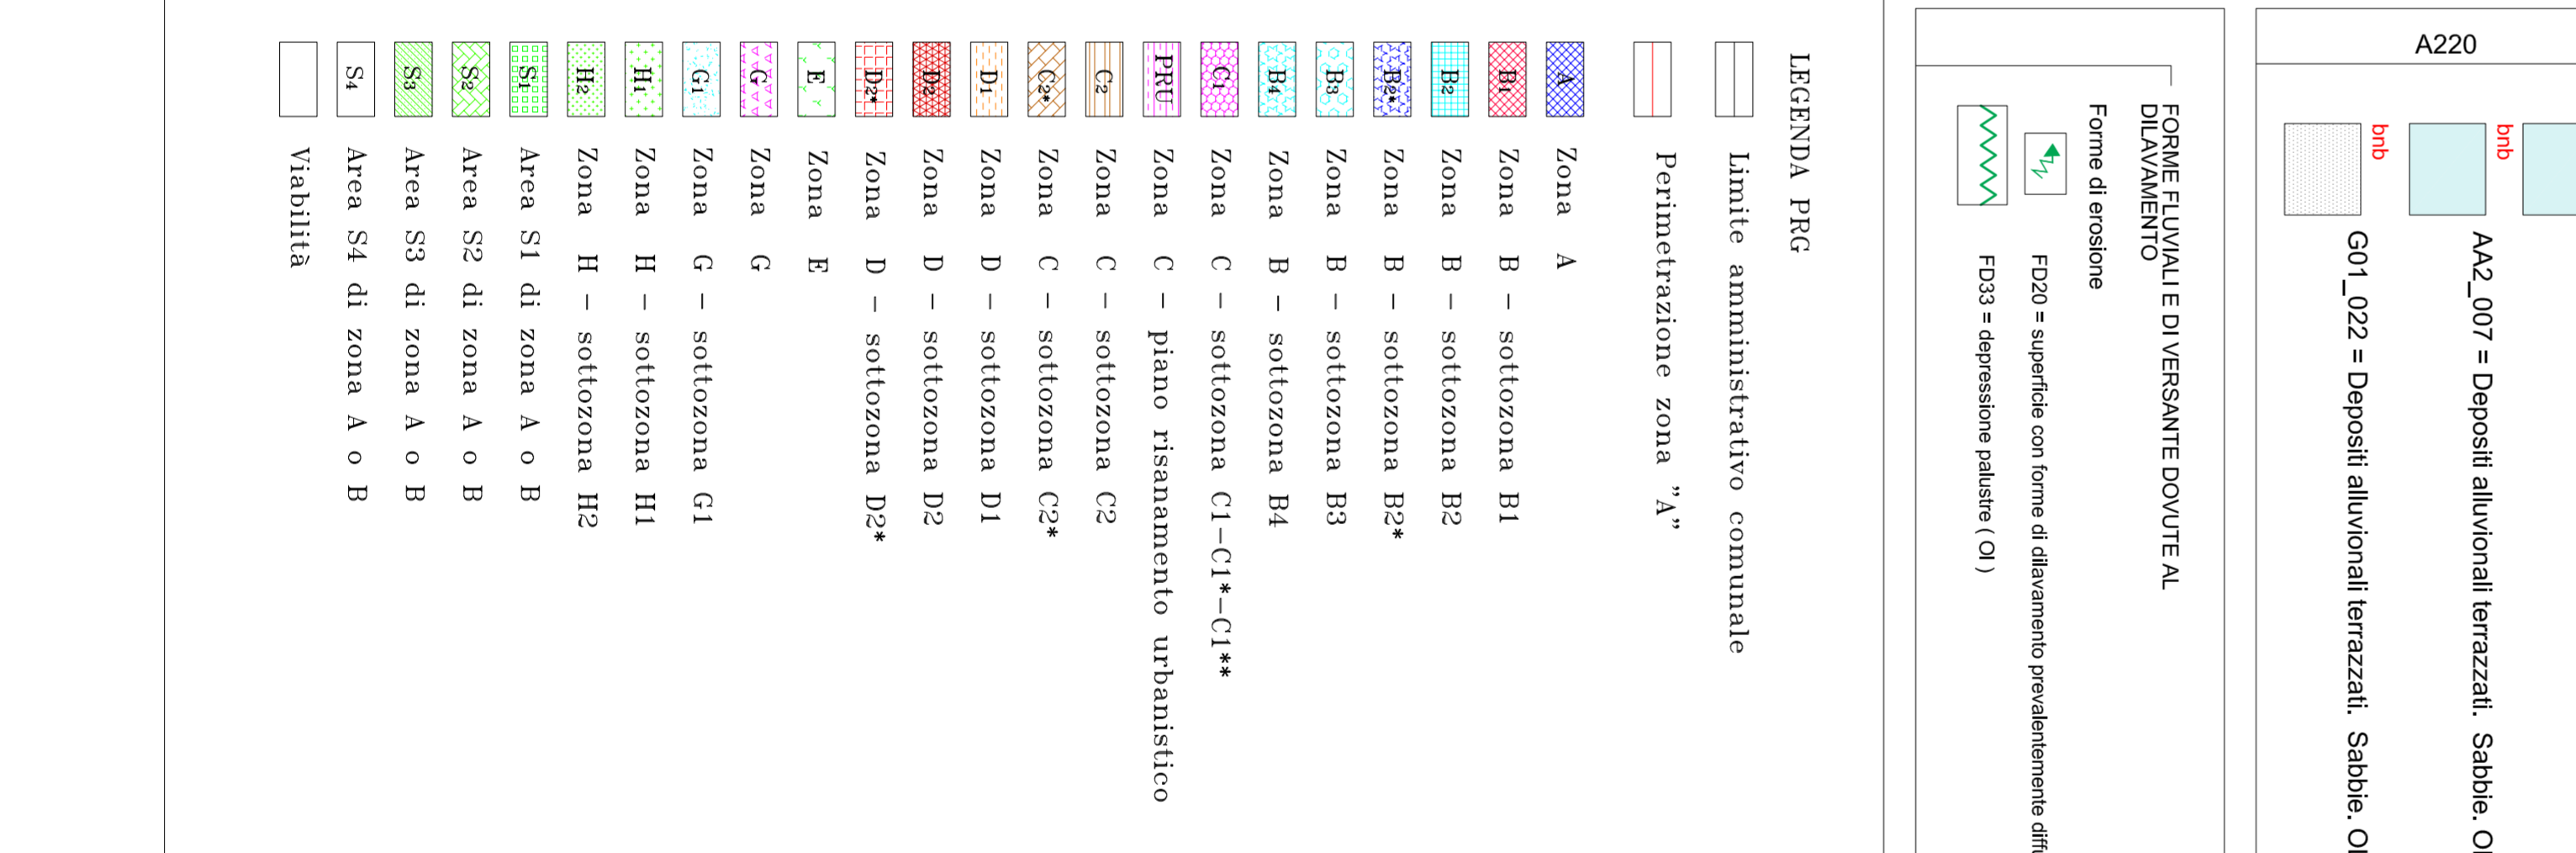 A220
bnb
AA2_007 = Depositi alluvionali terrazzati. Sabbie.
bnb
G01_022 = Depositi alluvionali terrazzati. Sabbie.
FORME FLUVIALI E DI VERSANTE DOVUTE AL
DILAVAMENTO
Forme di erosione
FD20 = superficie con forme di dilavamento prevalentemente
FD33 = depressione palustre ( Ol )
LEGENDA PRG
Limite amministrativo comunale
Perimetrazione zona "A"
A Zona A
B1 Zona B - sottozona B1
B2 Zona B - sottozona B2
B2* Zona B - sottozona B2*
B3 Zona B - sottozona B3
B4 Zona B - sottozona B4
C1 Zona C - sottozona C1-C1*-C1**
PRU Zona C - piano risanamento urbanistico
C2 Zona C - sottozona C2
C2* Zona C - sottozona C2*
D1 Zona D - sottozona D1
D2 Zona D - sottozona D2
D2* Zona D - sottozona D2*
E Zona E
G Zona G
G1 Zona G - sottozona G1
H1 Zona H - sottozona H1
H2 Zona H - sottozona H2
S1 Area S1 di zona A o B
S2 Area S2 di zona A o B
S3 Area S3 di zona A o B
S4 Area S4 di zona A o B
Viabilità